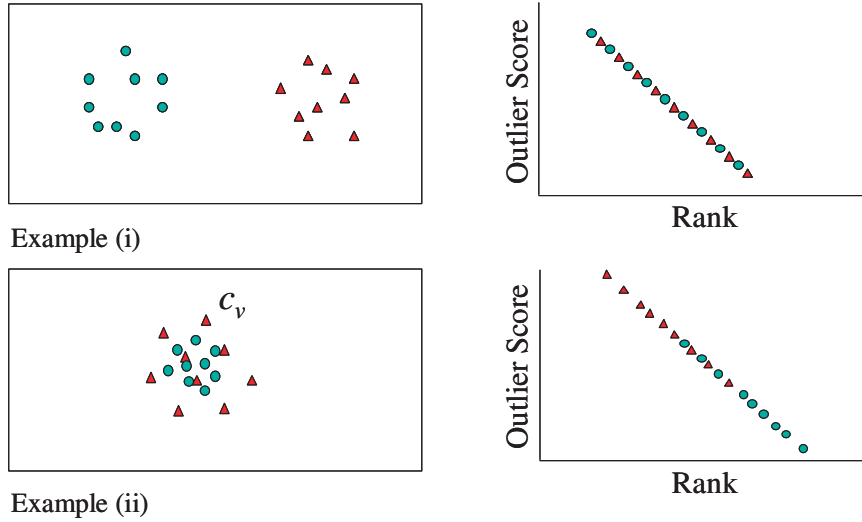 Outlier Score
Rank
Example (i)
c_v
Outlier Score
Rank
Example (ii)